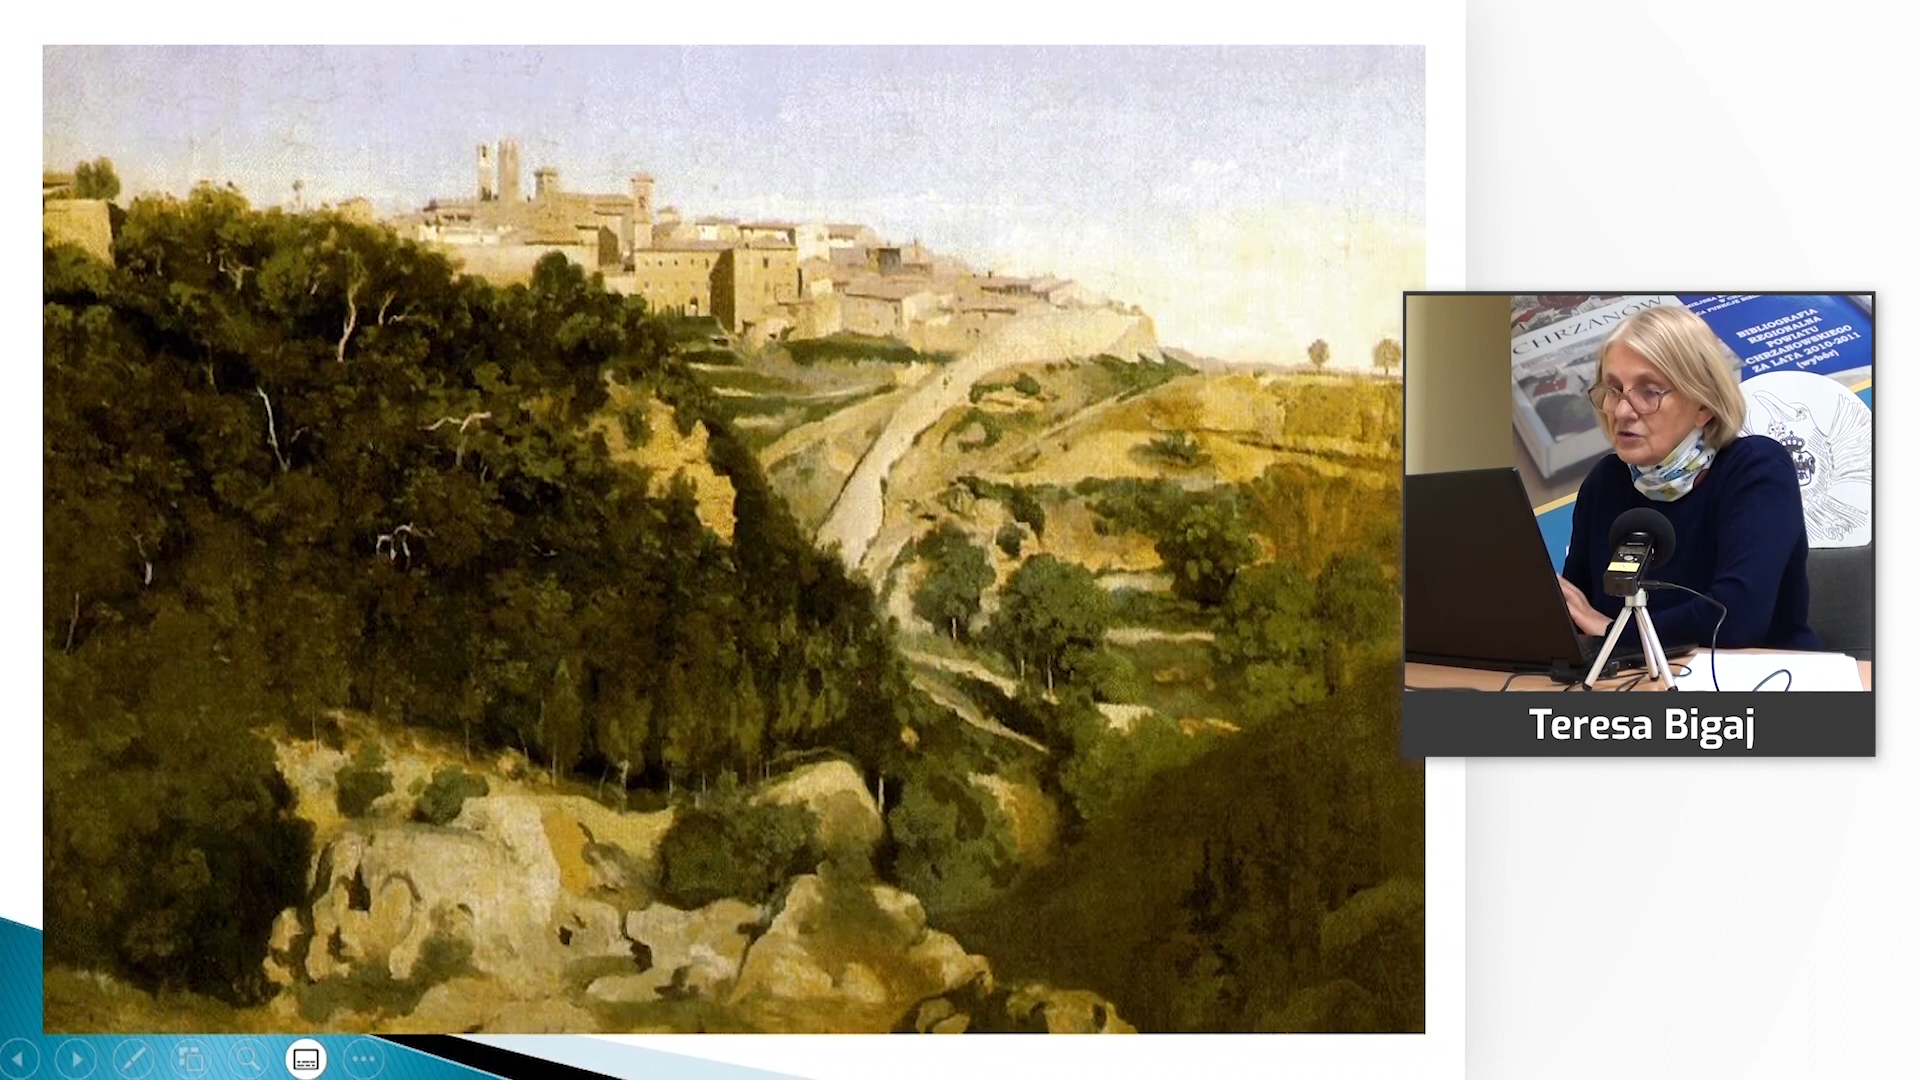 CHRZANÓW
BIBLIOGRAFIA
REGIONALNA
POWIATU
CHRZANOWSKIEGO
ZA LATA 2010-2011
(wybór)
Teresa Bigaj